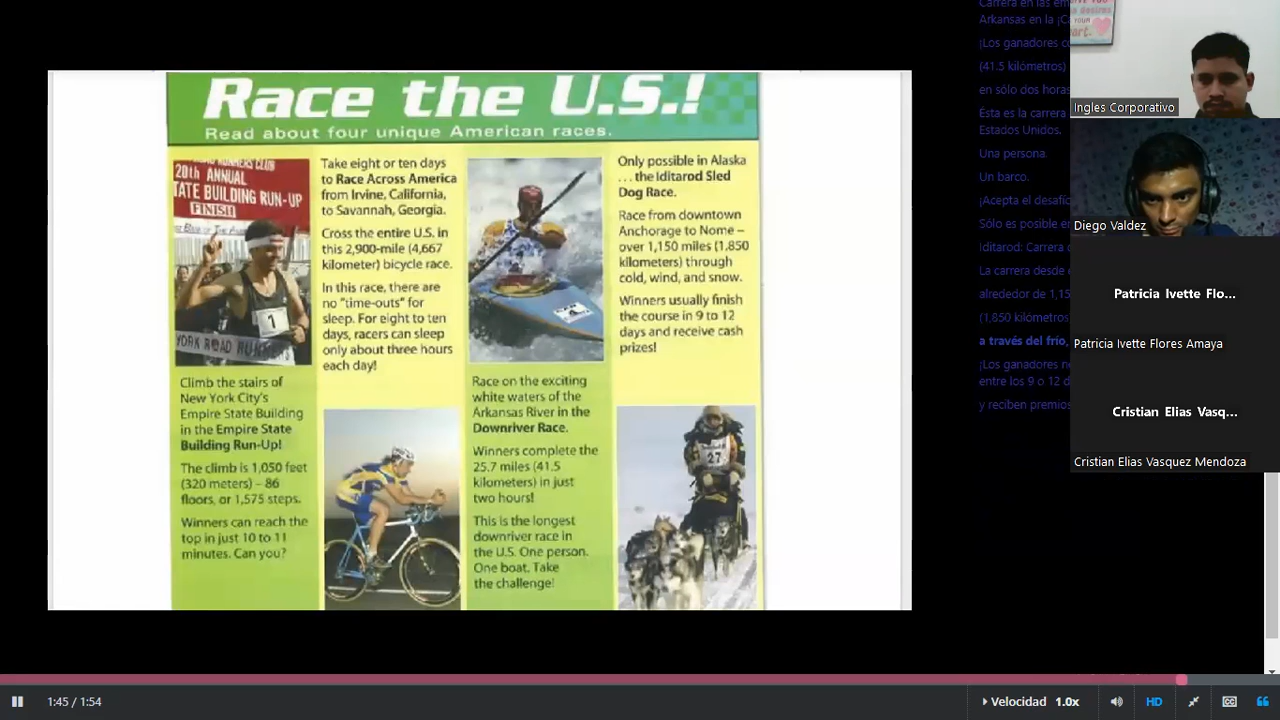 Race the U.S.!
Read about four unique American races.
20th ANNUAL
TATE BUILDING RUN-UP
FINISH
1
YORK ROAD RUNNERS
Climb the stairs of
New York City's
Empire State Building
in the Empire State
Building Run-Up!
The climb is 1,050 feet
(320 meters) – 86
floors, or 1,575 steps.
Winners can reach the
top in just 10 to 11
minutes. Can you?
Take eight or ten days
to Race Across America
from Irvine, California,
to Savannah, Georgia.
Cross the entire U.S. in
this 2,900-mile (4,667
kilometer) bicycle race.
In this race, there are
no "time-outs" for
sleep. For eight to ten
days, racers can sleep
only about three hours
each day!
Race on the exciting
white waters of the
Arkansas River in the
Downriver Race.
Winners complete the
25.7 miles (41.5
kilometers) in just
two hours!
This is the longest
downriver race in
the U.S. One person.
One boat. Take
the challenge!
Only possible in Alaska
. . . the Iditarod Sled
Dog Race.
Race from downtown
Anchorage to Nome –
over 1,150 miles (1,850
kilometers) through
cold, wind, and snow.
Winners usually finish
the course in 9 to 12
days and receive cash
prizes!
27
Carrera en las em
Arkansas en la ¡C
¡Los ganadores c
(41.5 kilómetros)
en sólo dos horas
Ésta es la carrera
Estados Unidos.
Una persona.
Un barco.
¡Acepta el desafío
Sólo es posible e
Iditarod: Carrera d
La carrera desde e
alrededor de 1,15
(1,850 kilómetros
a través del frío,
¡Los ganadores n
entre los 9 o 12 d
y reciben premios
Ingles Corporativo
Diego Valdez
Patricia Ivette Flo...
Patricia Ivette Flores Amaya
Cristian Elias Vasq...
Cristian Elias Vasquez Mendoza
1:45 / 1:54
Velocidad 1.0x
HD